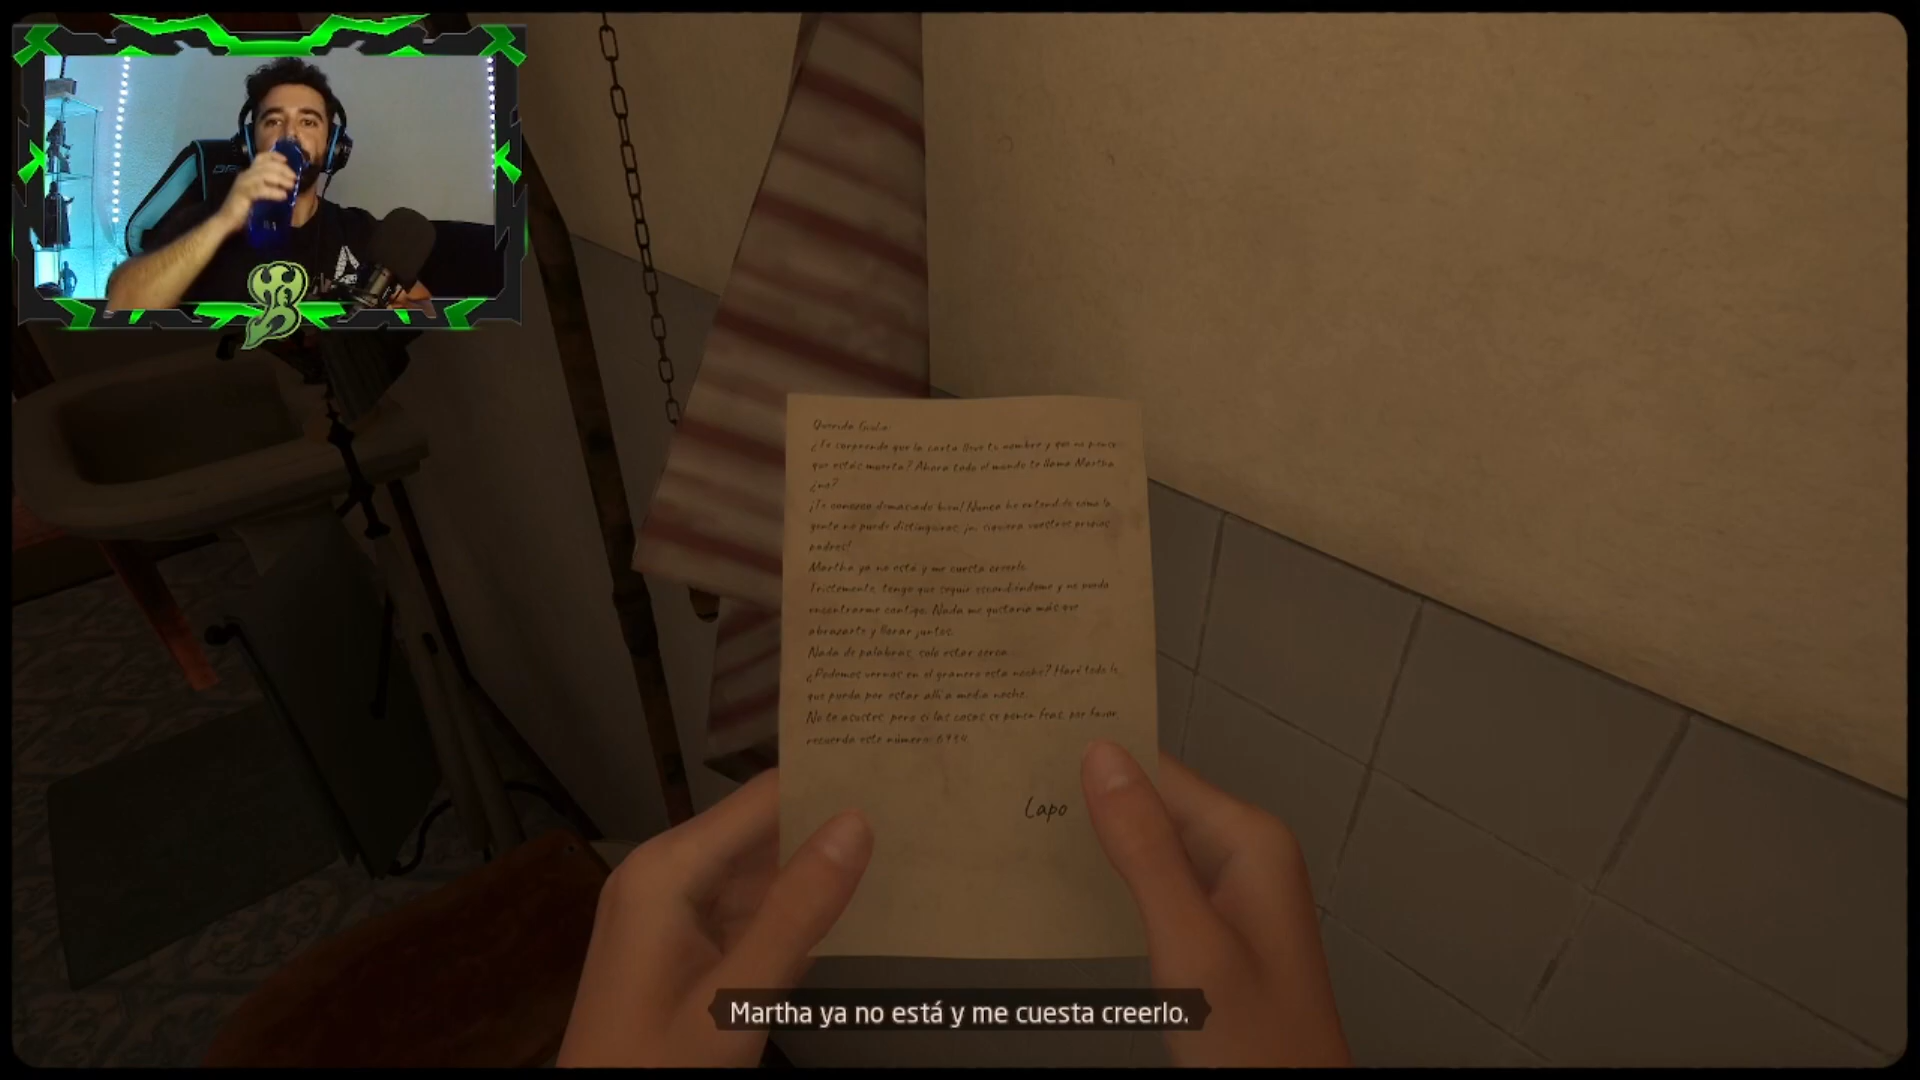 Querida Giulia:
¿Te sorprende que la carta lleve tu nombre y que no piense
que estás muerta? Ahora todo el mundo te llama Martha
¿no?
¡Te conozco demasiado bien! Nunca he entendido cómo la
gente no puede distinguiros, ¡ni siquiera vuestros propios
padres!
Martha ya no está y me cuesta creerlo.
Tristemente, tengo que seguir escondiéndome y no puedo
encontrarme contigo. Nada me gustaría más que
abrazarte y llorar juntos.
Nada de palabras, solo estar cerca.
¿Podemos vernos en el granero esta noche? Haré todo lo
que pueda por estar allí a media noche.
No te asustes, pero si las cosas se ponen feas, por favor,
recuerda este número:
Lapo
Martha ya no está y me cuesta creerlo.